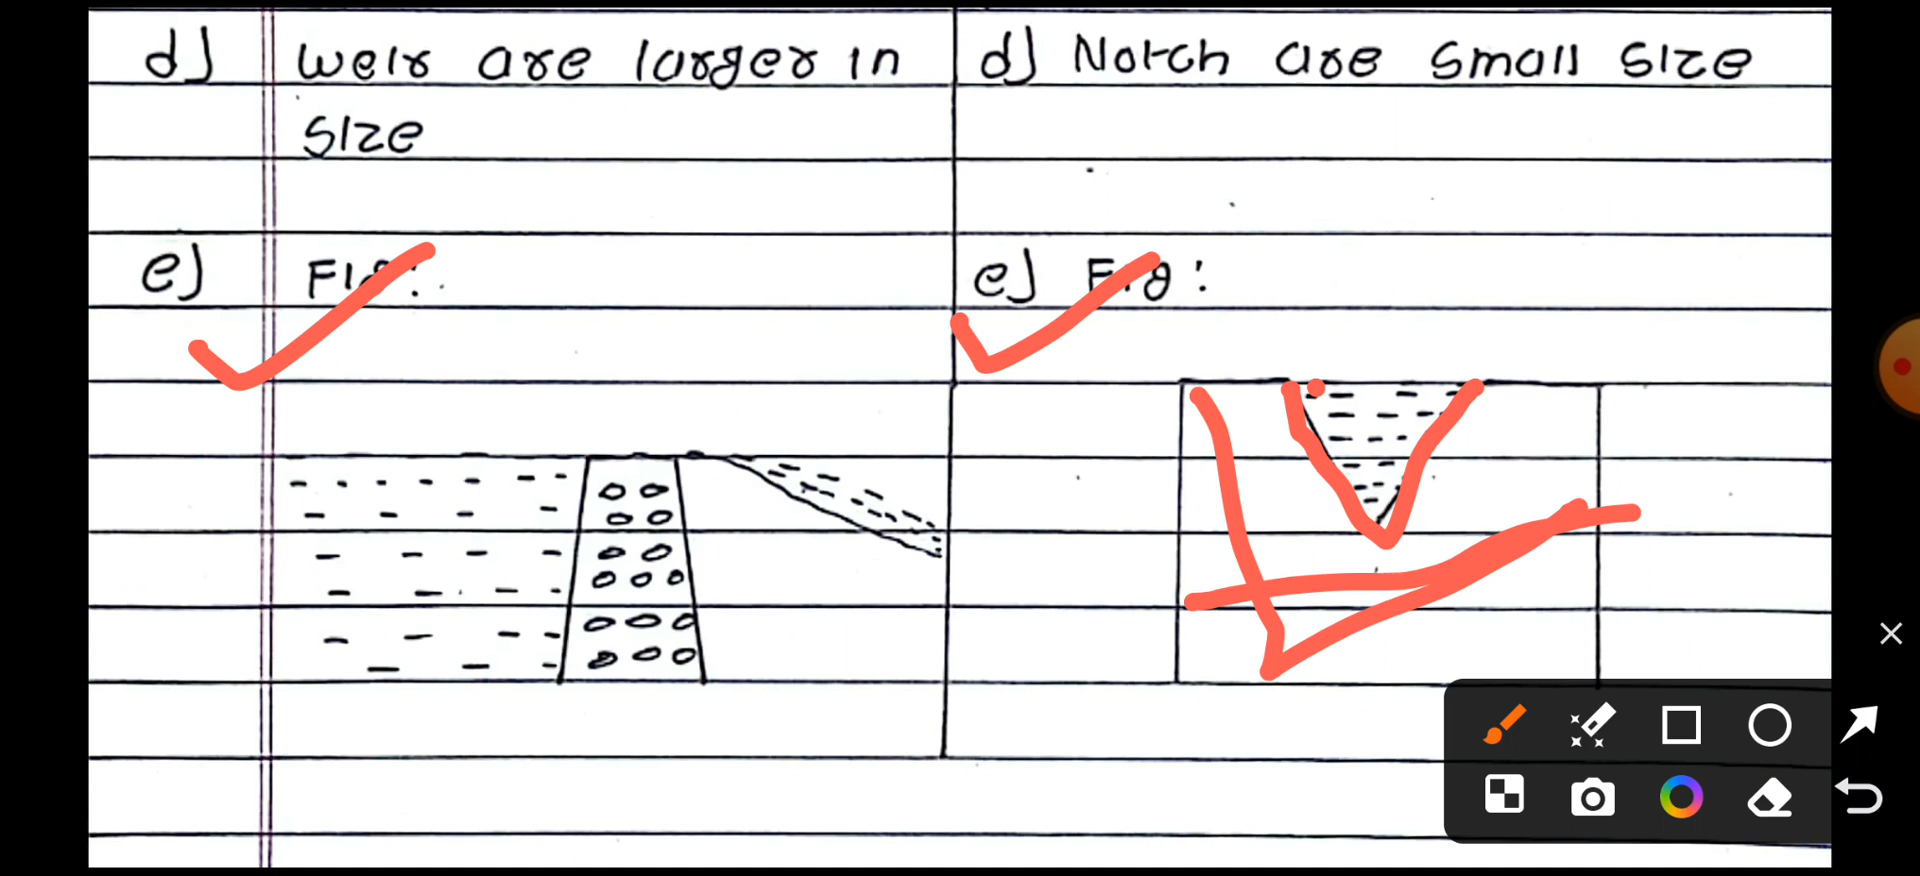 d) Weir are larger in
size
d) Notch are small size
e) Fig:
e) Fig: